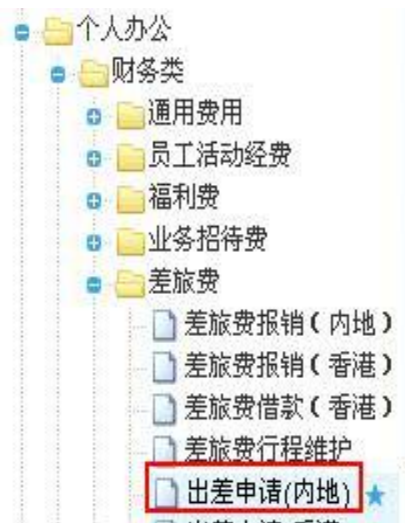 个人办公
财务类
通用费用
员工活动经费
福利费
业务招待费
差旅费
差旅费报销(内地)
差旅费报销(香港)
差旅费借款(香港)
差旅费行程维护
出差申请(内地)